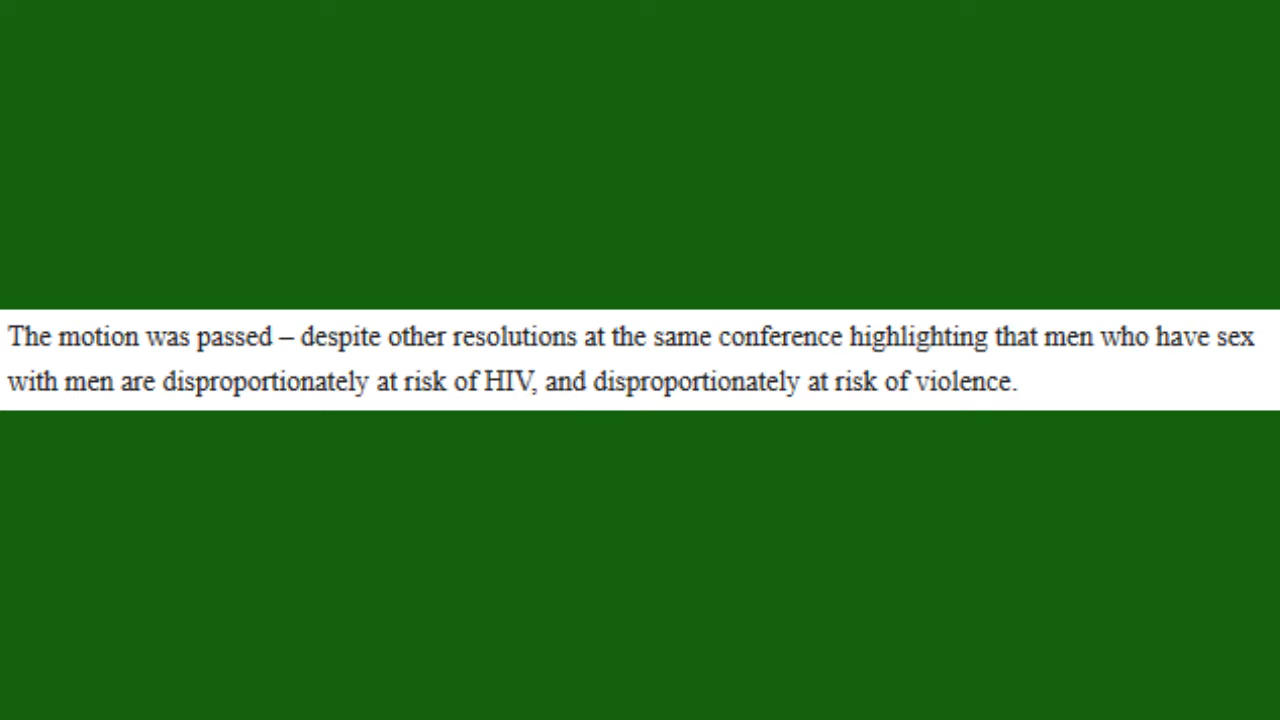 The motion was passed – despite other resolutions at the same conference highlighting that men who have sex
with men are disproportionately at risk of HIV, and disproportionately at risk of violence.